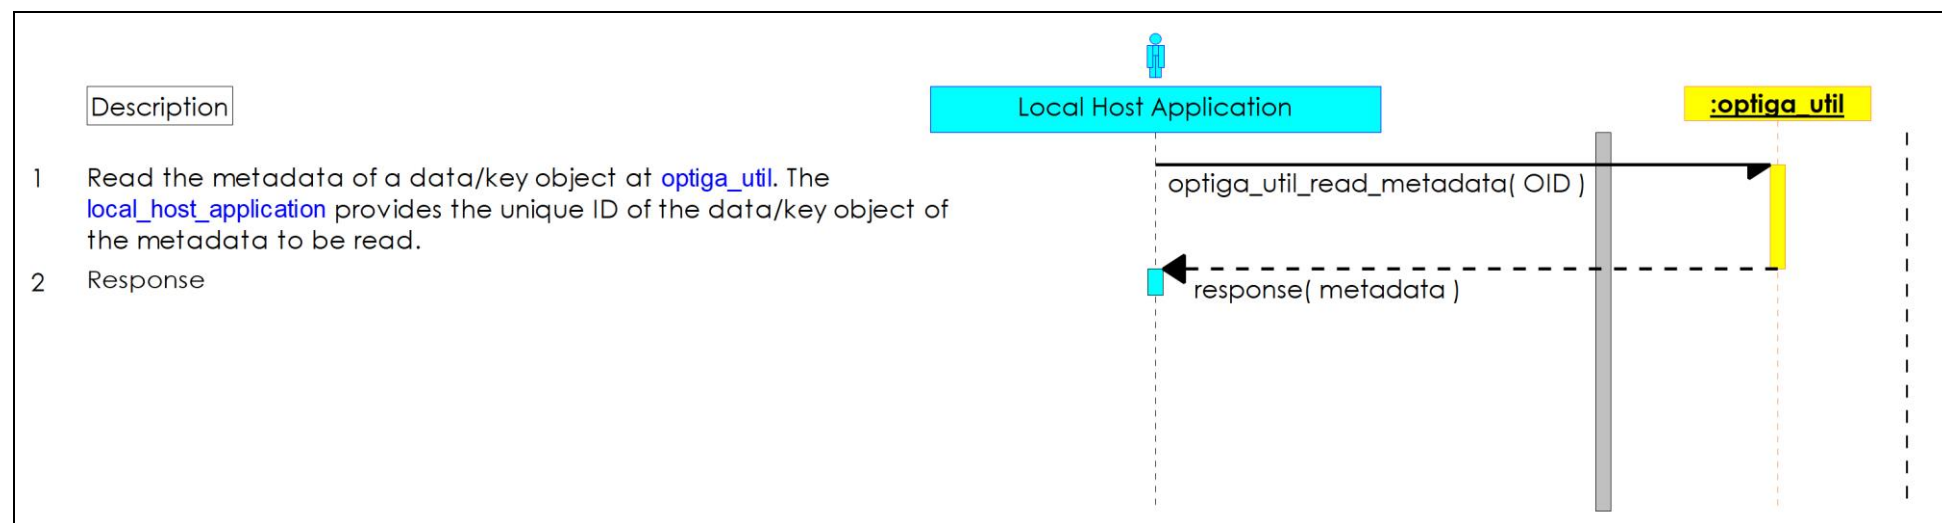 Description
Local Host Application
:optiga_util
1 Read the metadata of a data/key object at optiga_util. The
local_host_application provides the unique ID of the data/key object of
the metadata to be read.
optiga_util_read_metadata( OID )
2 Response
response( metadata )